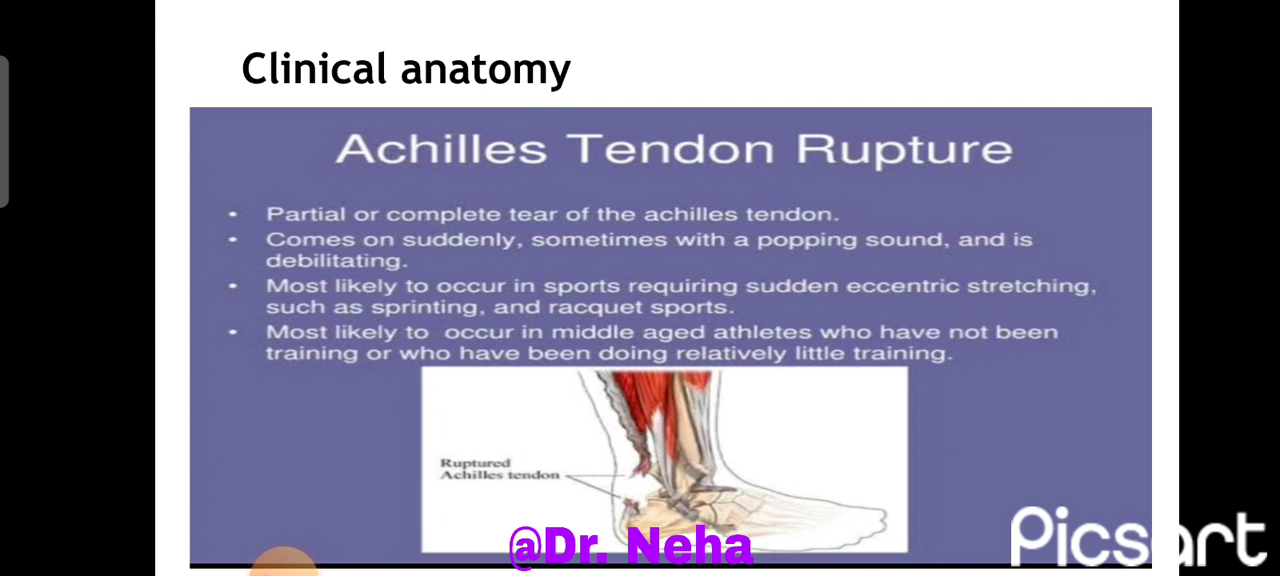 Clinical anatomy
Achilles Tendon Rupture
• Partial or complete tear of the achilles tendon.
• Comes on suddenly, sometimes with a popping sound, and is
debilitating.
• Most likely to occur in sports requiring sudden eccentric stretching,
such as sprinting, and racquet sports.
• Most likely to occur in middle aged athletes who have not been
training or who have been doing relatively little training.
Ruptured
Achilles tendon
@Dr. Neha
Picsart